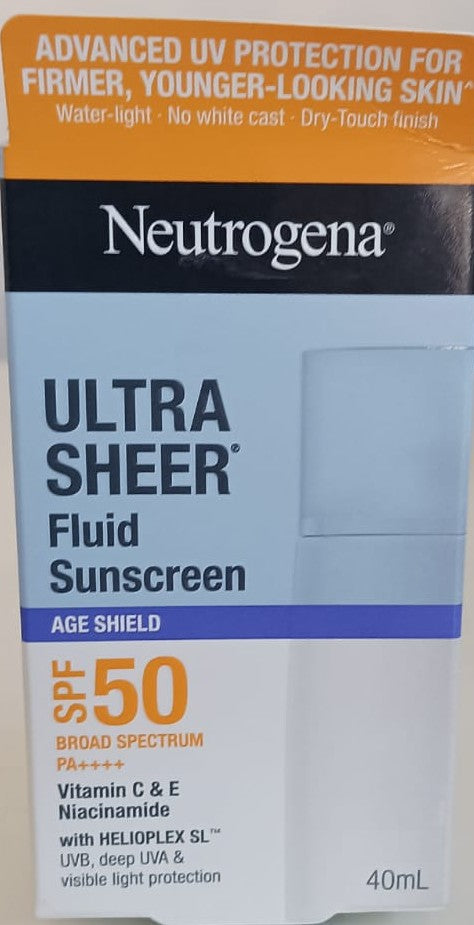 ADVANCED UV PROTECTION FOR
FIRMER, YOUNGER-LOOKING SKIN^
Water-light · No white cast · Dry-Touch finish
Neutrogena®
ULTRA
SHEER®
Fluid
Sunscreen
AGE SHIELD
SPF 50
BROAD SPECTRUM
PA++++
Vitamin C & E
Niacinamide
with HELIOPLEX SL™
UVB, deep UVA &
visible light protection
40mL